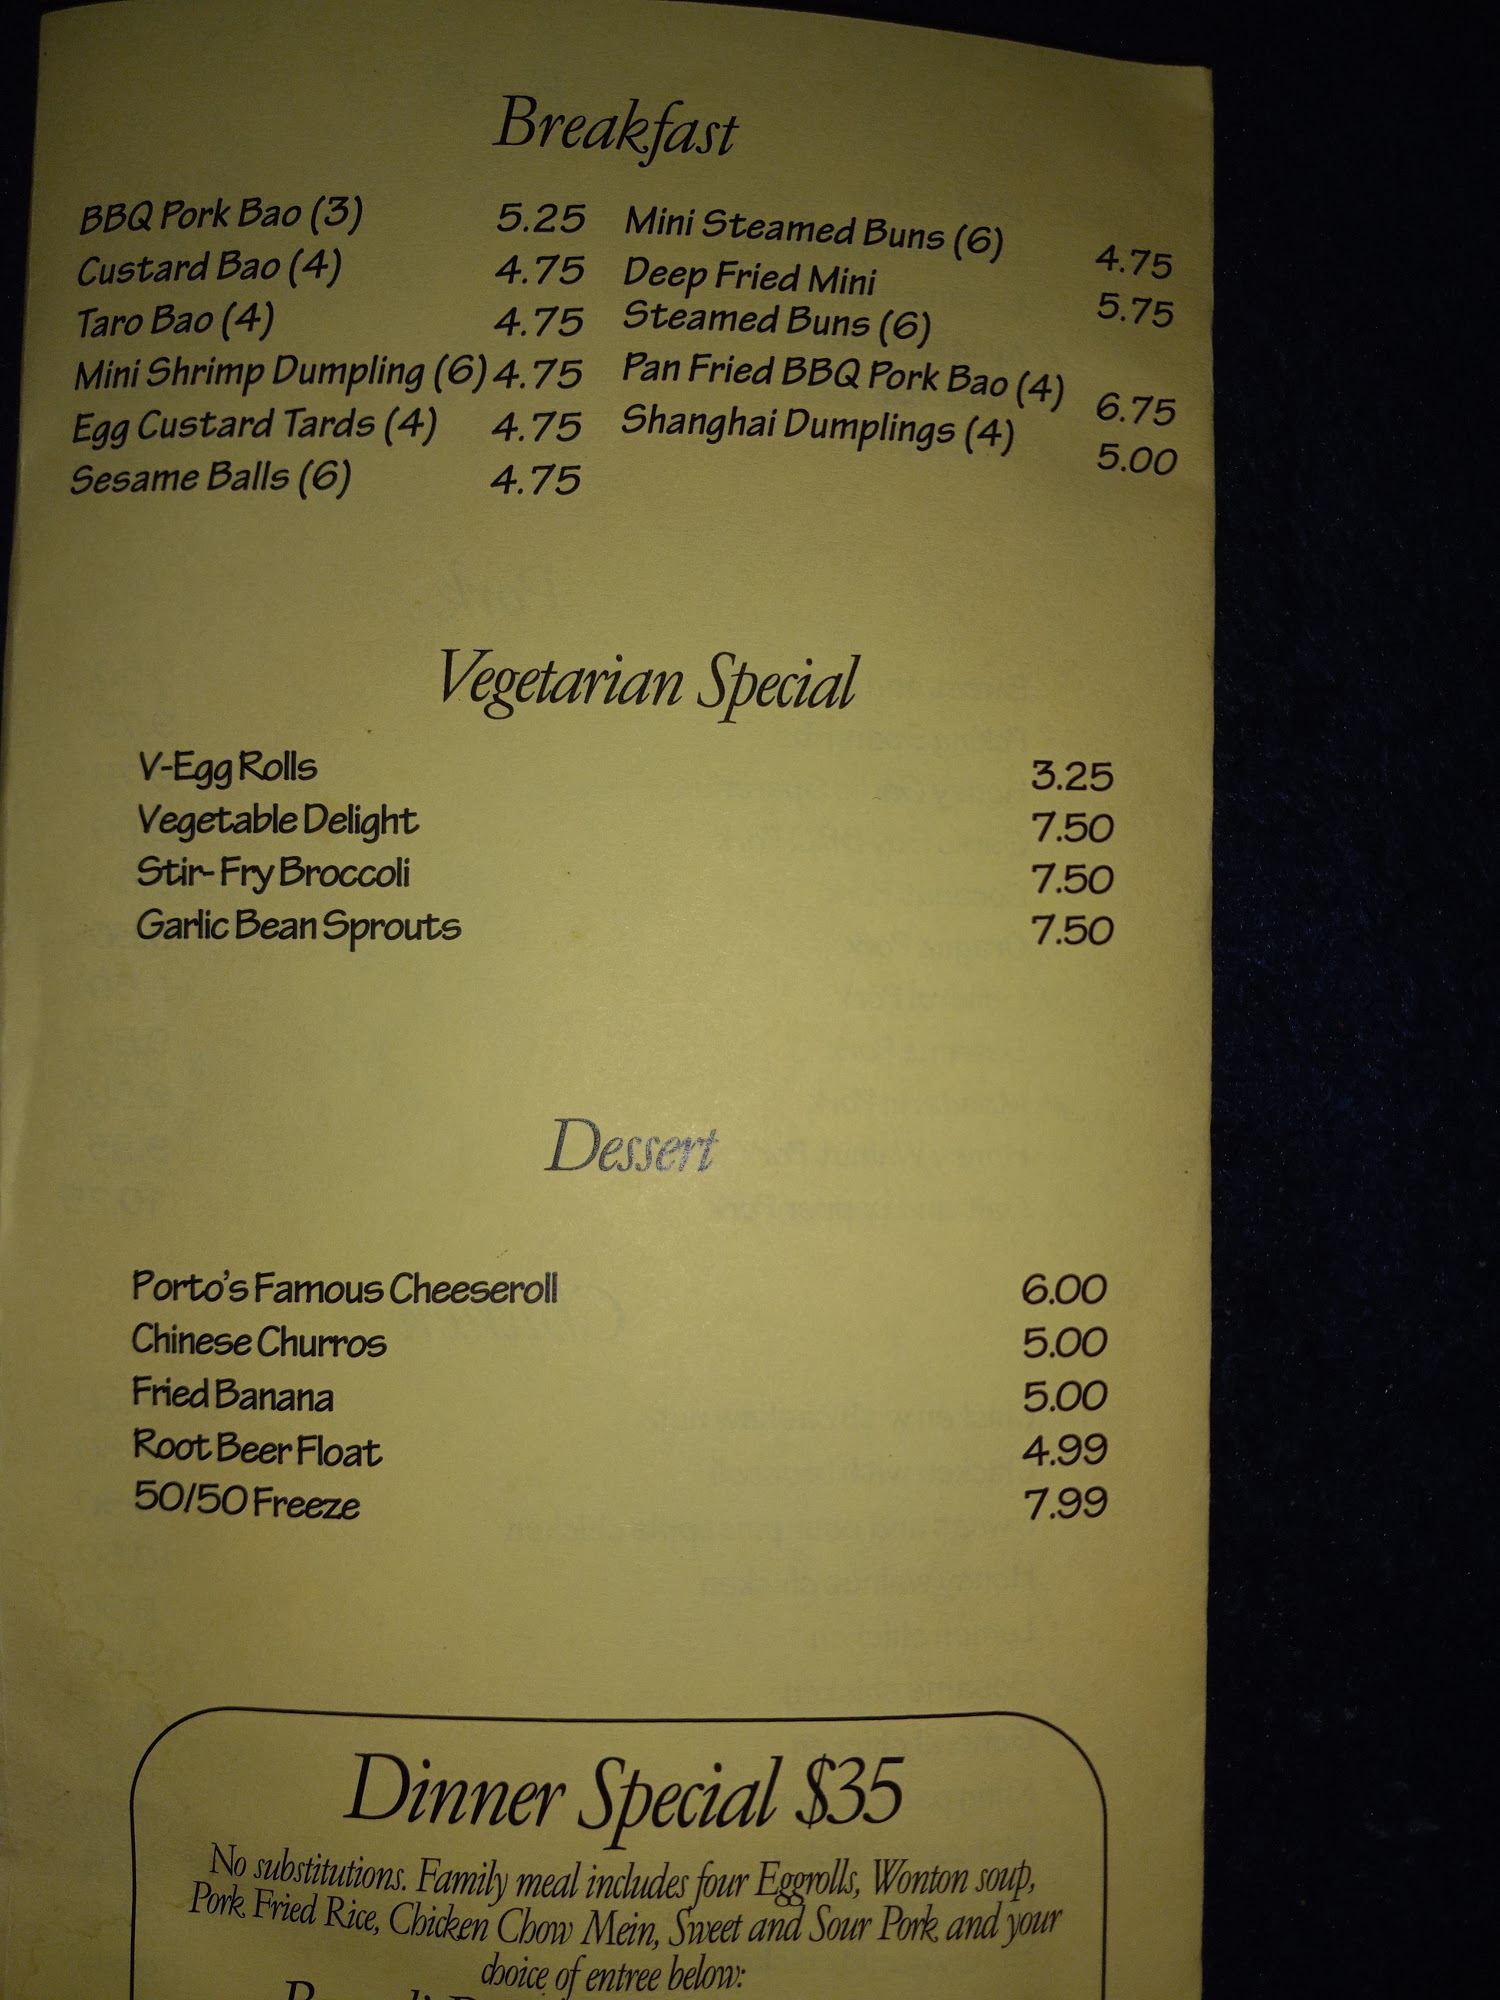 Breakfast
BBQ Pork Bao (3) 5.25
Custard Bao (4) 4.75
Taro Bao (4) 4.75
Mini Shrimp Dumpling (6) 4.75
Egg Custard Tards (4) 4.75
Sesame Balls (6) 4.75
Mini Steamed Buns (6) 4.75
Deep Fried Mini 5.75
Steamed Buns (6)
Pan Fried BBQ Pork Bao (4) 6.75
Shanghai Dumplings (4) 5.00
Vegetarian Special
V-Egg Rolls 3.25
Vegetable Delight 7.50
Stir-Fry Broccoli 7.50
Garlic Bean Sprouts 7.50
Dessert
Porto's Famous Cheeseroll 6.00
Chinese Churros 5.00
Fried Banana 5.00
Root Beer Float 4.99
50/50 Freeze 7.99
Dinner Special $35
No substitutions. Family meal includes four Eggrolls, Wonton soup,
Pork Fried Rice, Chicken Chow Mein, Sweet and Sour Pork and your
choice of entree below: